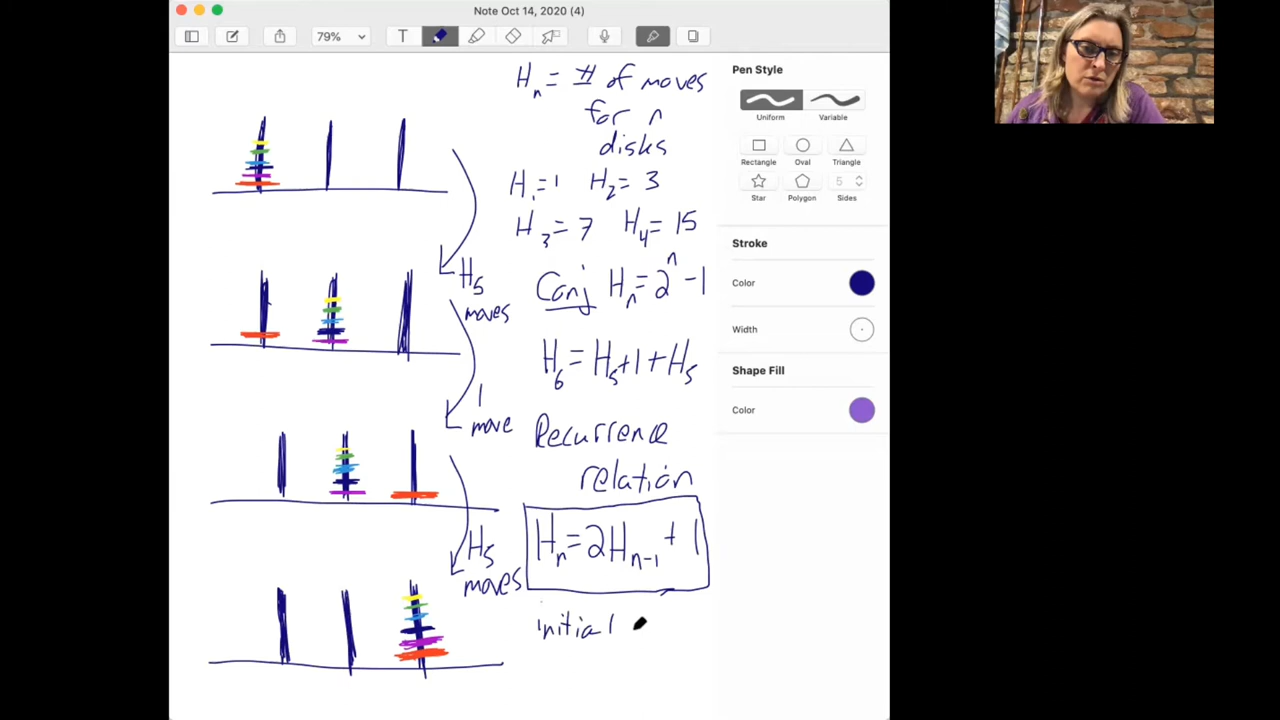 Note Oct 14, 2020 (4)
79%
T
Hₙ = # of moves
for n
disks
H₁ = 1 H₂ = 3
H₃ = 7 H₄ = 15
Conj Hₙ = 2ⁿ - 1
H₅
moves
H₆ = H₅ + 1 + H₅
1
move
Recurrence
relation
Hₙ = 2Hₙ₋₁ + 1
H₅
moves
initial
Pen Style
Uniform Variable
Rectangle Oval Triangle
5
Star Polygon Sides
Stroke
Color
Width
Shape Fill
Color